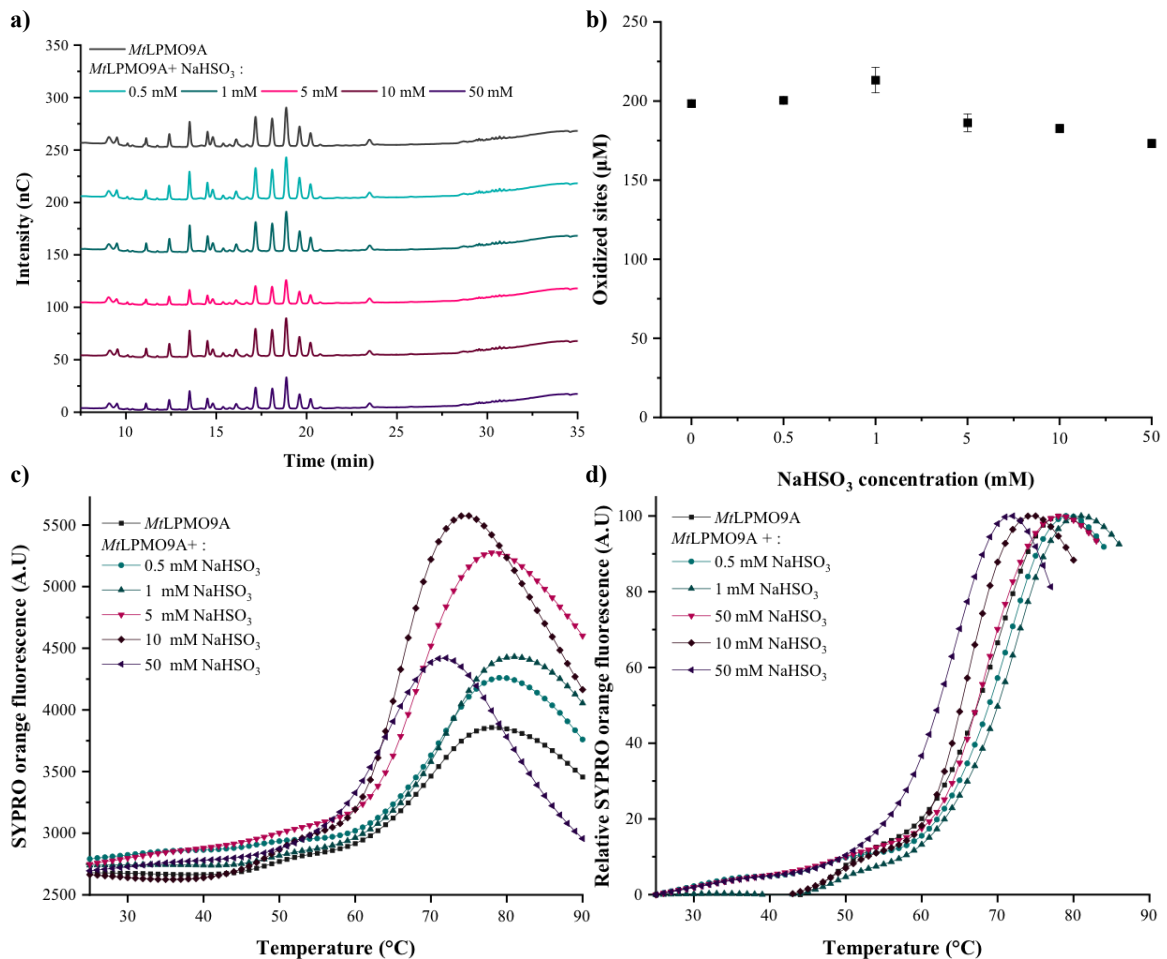 a)
MtLPMO9A
MtLPMO9A+ NaHSO₃ :
0.5 mM 1 mM 5 mM 10 mM 50 mM
350
300
250
200
150
100
50
0
Intensity (nC)
10 15 20 25 30 35
Time (min)
b)
250
200
150
100
50
0
Oxidized sites (µM)
0 0.5 1 5 10 50
NaHSO₃ concentration (mM)
c)
MtLPMO9A
MtLPMO9A+ :
0.5 mM NaHSO₃
1 mM NaHSO₃
5 mM NaHSO₃
10 mM NaHSO₃
50 mM NaHSO₃
5500
5000
4500
4000
3500
3000
2500
SYPRO orange fluorescence (A.U)
30 40 50 60 70 80 90
Temperature (°C)
d)
MtLPMO9A
MtLPMO9A + :
0.5 mM NaHSO₃
1 mM NaHSO₃
50 mM NaHSO₃
10 mM NaHSO₃
50 mM NaHSO₃
100
80
60
40
20
0
Relative SYPRO orange fluorescence (A.U)
30 40 50 60 70 80 90
Temperature (°C)